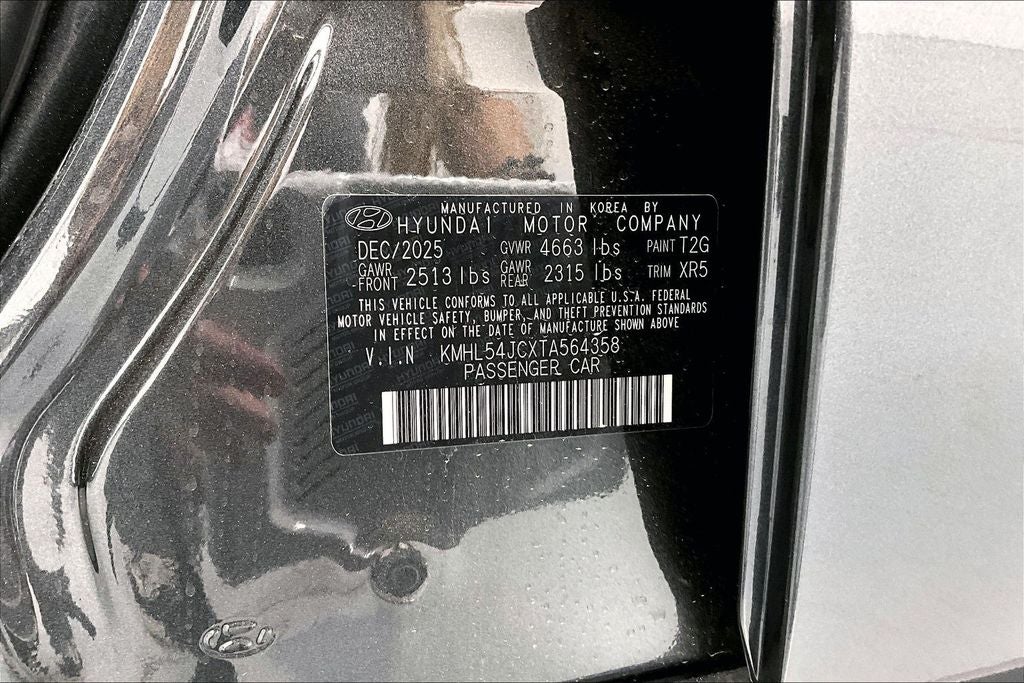 MANUFACTURED IN KOREA BY
HYUNDAI MOTOR COMPANY
DEC/2025 GVWR 4663 lbs PAINT T2G
GAWR FRONT 2513 lbs GAWR REAR 2315 lbs TRIM XR5
THIS VEHICLE CONFORMS TO ALL APPLICABLE U.S.A. FEDERAL
MOTOR VEHICLE SAFETY, BUMPER, AND THEFT PREVENTION STANDARDS
IN EFFECT ON THE DATE OF MANUFACTURE SHOWN ABOVE
V.I.N KMHL54JCXTA564358
PASSENGER CAR